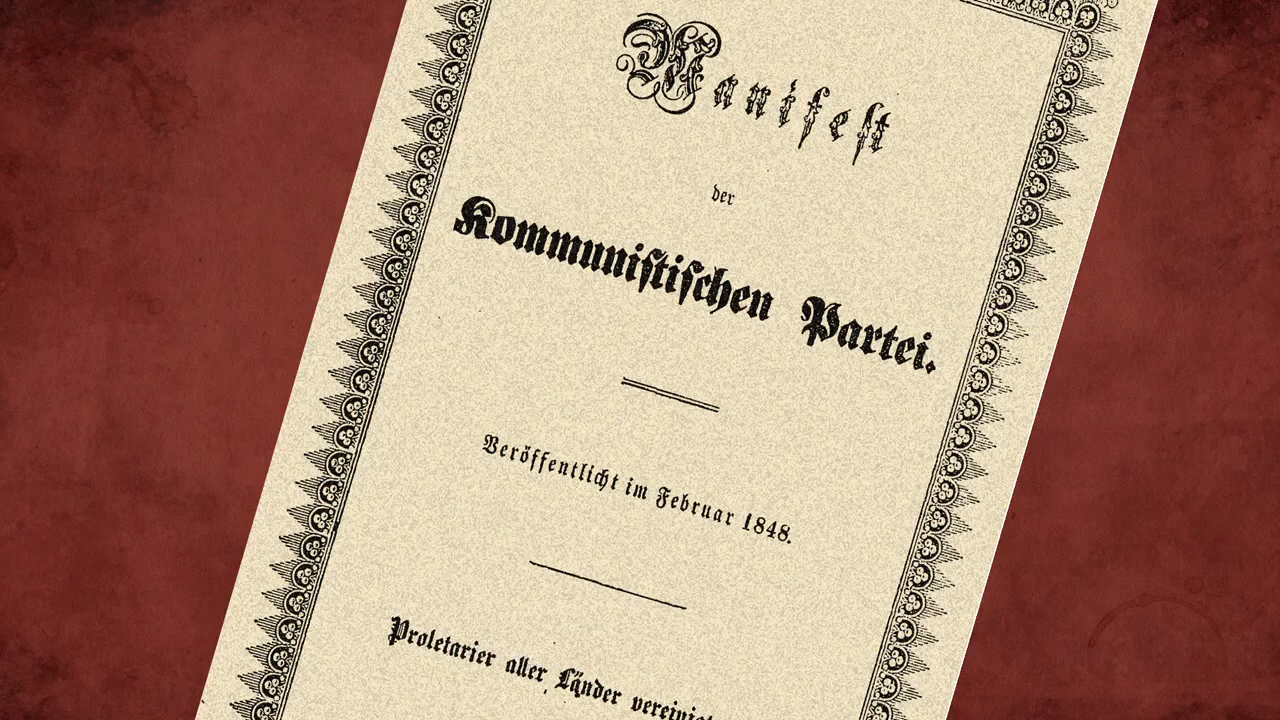 Manifest
der
Kommunistischen Partei.
Veröffentlicht im Februar 1848.
Proletarier aller Länder